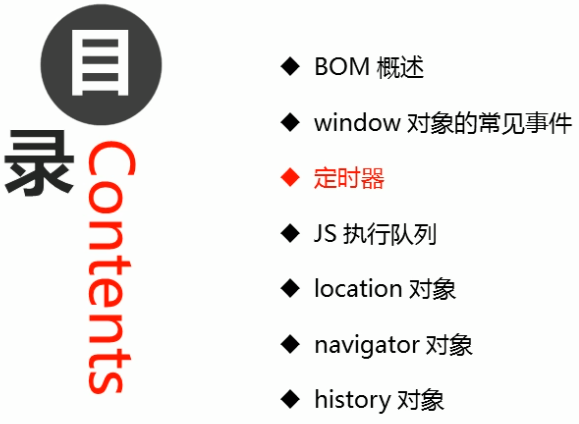 目录
Contents
BOM 概述
window 对象的常见事件
定时器
JS 执行队列
location 对象
navigator 对象
history 对象